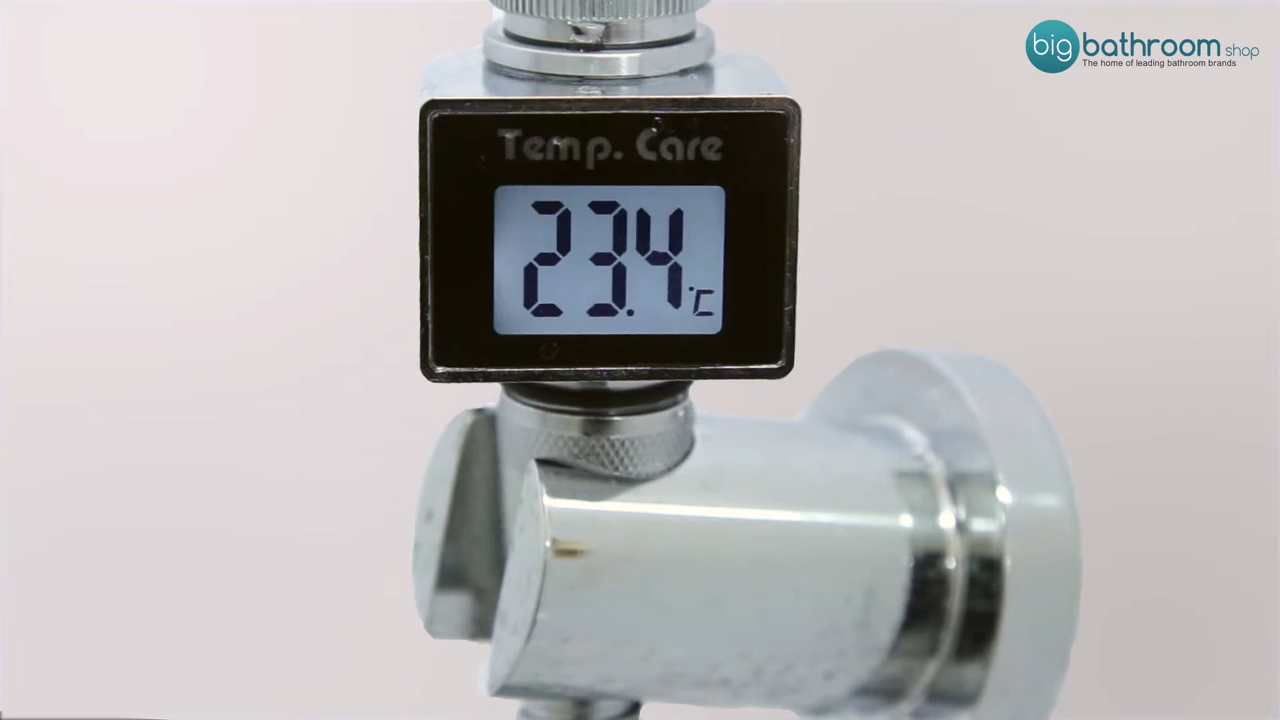 big bathroom shop
The home of leading bathroom brands
Temp. Care
23.4 °C